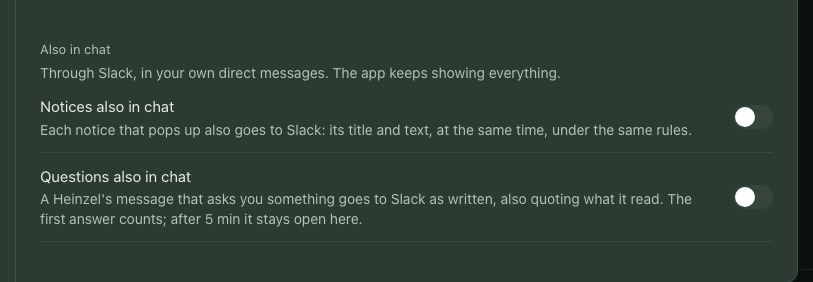 Also in chat
Through Slack, in your own direct messages. The app keeps showing everything.
Notices also in chat
Each notice that pops up also goes to Slack: its title and text, at the same time, under the same rules.
Questions also in chat
A Heinzel's message that asks you something goes to Slack as written, also quoting what it read. The
first answer counts; after 5 min it stays open here.